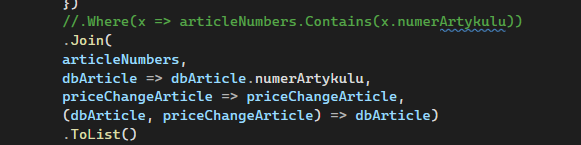 })
//.Where(x => articleNumbers.Contains(x.numerArtykulu))
.Join(
articleNumbers,
dbArticle => dbArticle.numerArtykulu,
priceChangeArticle => priceChangeArticle,
(dbArticle, priceChangeArticle) => dbArticle)
.ToList()